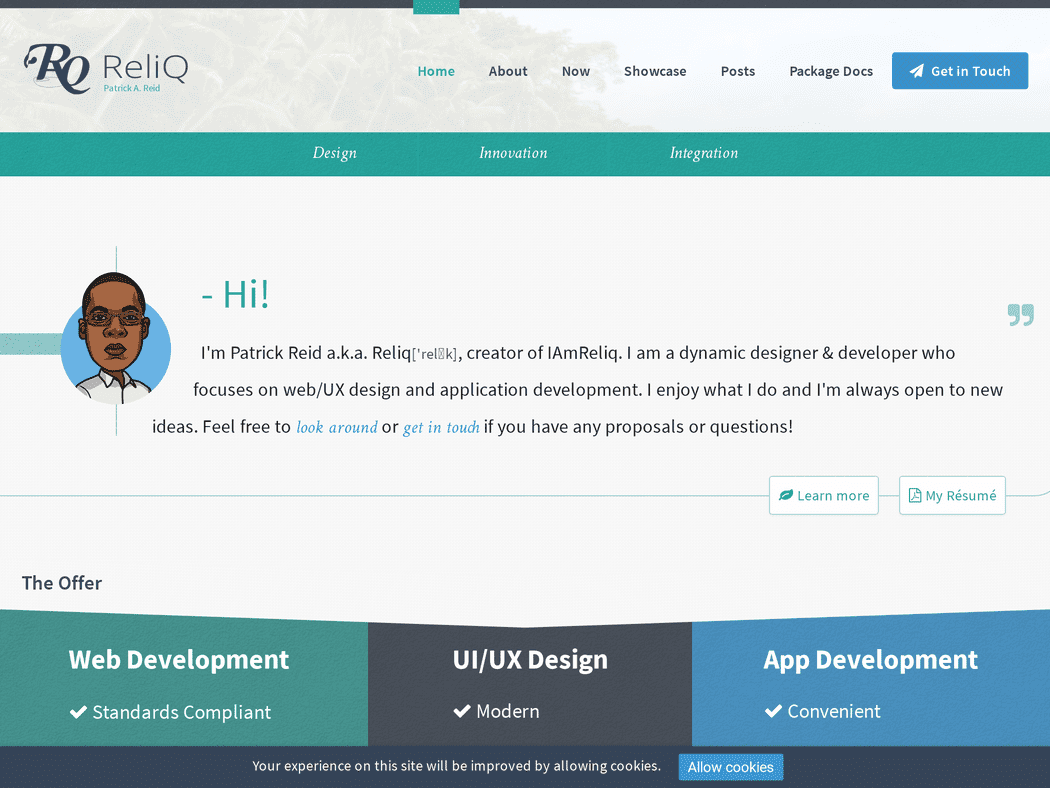 RQ ReliQ
Patrick A. Reid
Home About Now Showcase Posts Package Docs Get in Touch
Design Innovation Integration
- Hi!
I'm Patrick Reid a.k.a. Reliq['rel▯k], creator of IAmReliq. I am a dynamic designer & developer who
focuses on web/UX design and application development. I enjoy what I do and I'm always open to new
ideas. Feel free to look around or get in touch if you have any proposals or questions!
Learn more My Résumé
The Offer
Web Development UI/UX Design App Development
Standards Compliant Modern Convenient
Your experience on this site will be improved by allowing cookies. Allow cookies